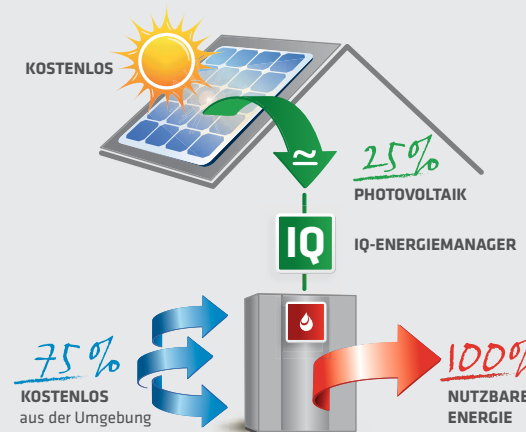 KOSTENLOS
25%
PHOTOVOLTAIK
IQ
IQ-ENERGIEMANAGER
75%
KOSTENLOS
aus der Umgebung
100%
NUTZBARE
ENERGIE